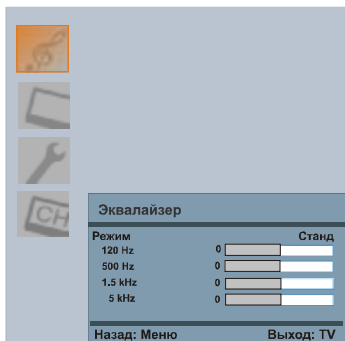 CH
Эквалайзер
Режим Станд
120 Hz 0
500 Hz 0
1.5 kHz 0
5 kHz 0
Назад: Меню Выход: TV